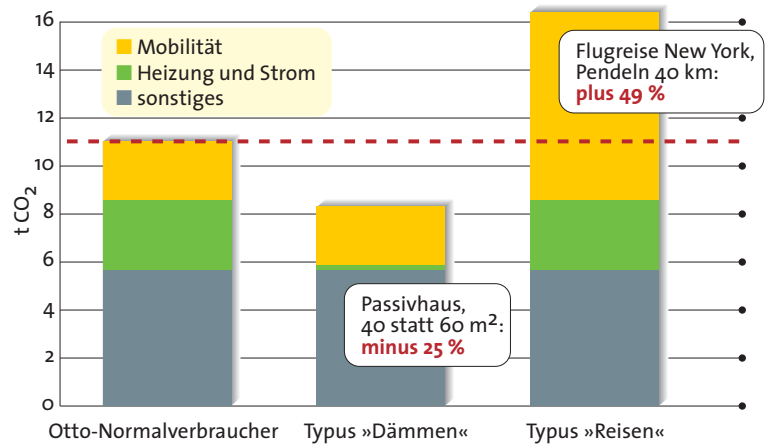 16
14
12
10
8
6
4
2
0
t CO₂
Mobilität
Heizung und Strom
sonstiges
Flugreise New York,
Pendeln 40 km:
plus 49 %
Passivhaus,
40 statt 60 m²:
minus 25 %
Otto-Normalverbraucher
Typus »Dämmen«
Typus »Reisen«